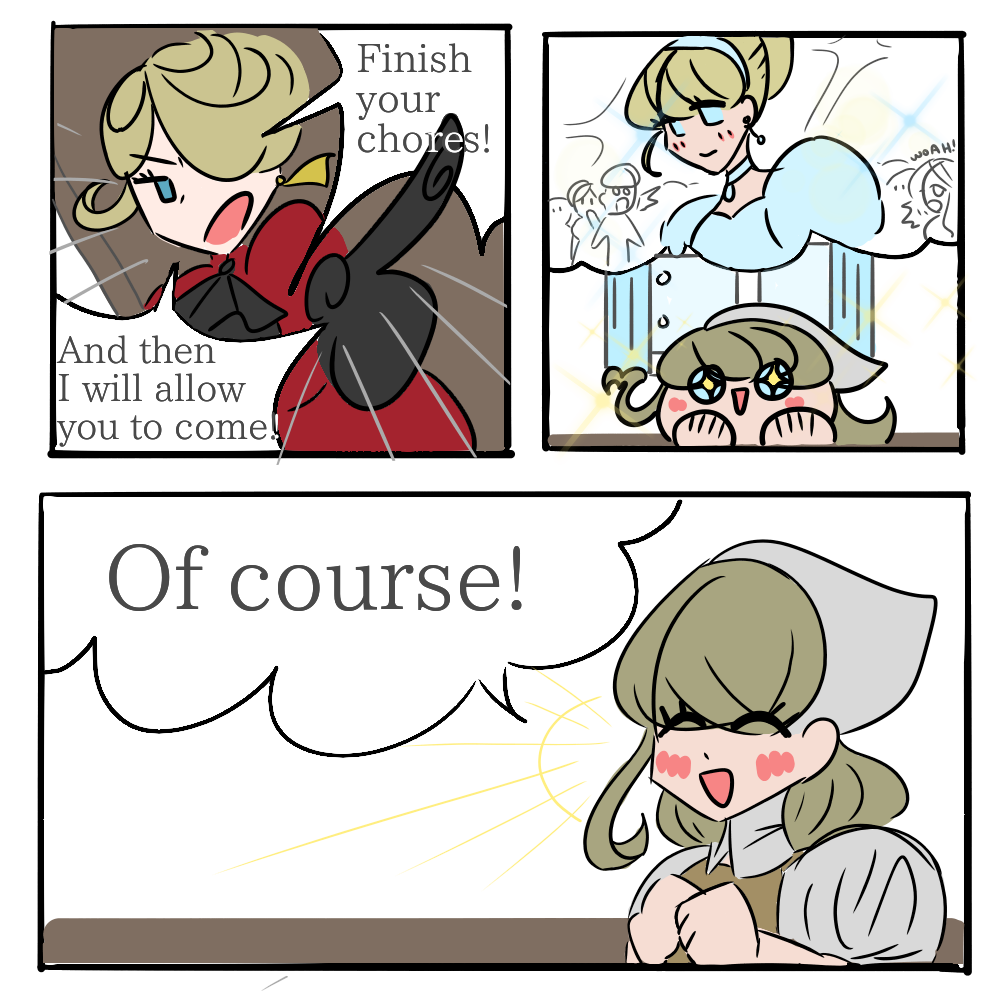 Finish
your
chores!
And then
I will allow
you to come!
WOAH!
Of course!